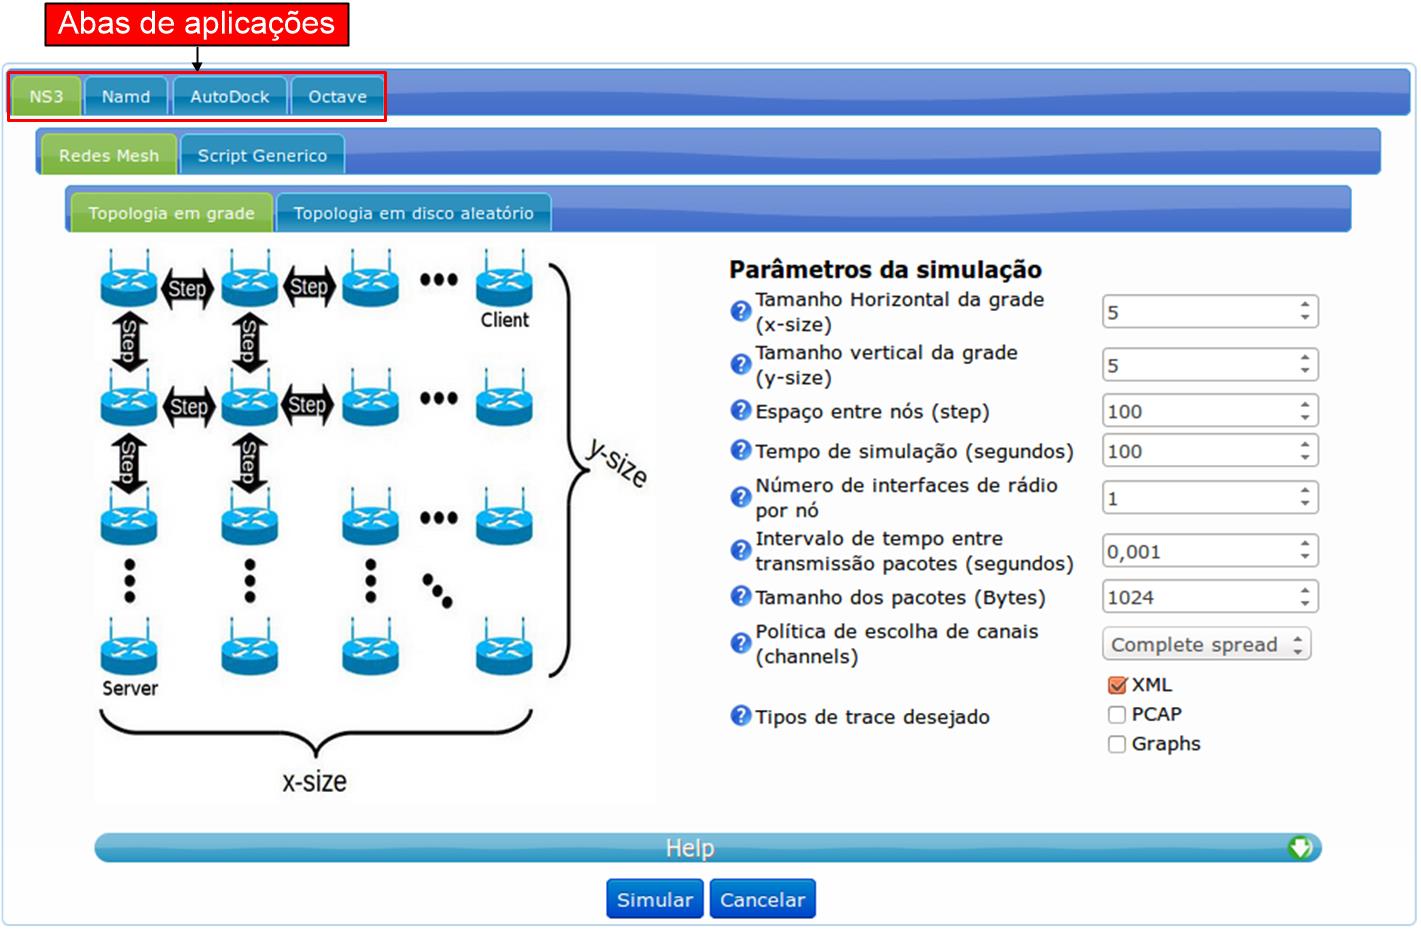 Abas de aplicações
NS3 Namd AutoDock Octave
Redes Mesh Script Generico
Topologia em grade Topologia em disco aleatório
Step Step
Client
Step Step
Step Step
Step Step
y-size
Server
x-size
Parâmetros da simulação
Tamanho Horizontal da grade
(x-size)
5
Tamanho vertical da grade
(y-size)
5
Espaço entre nós (step)
100
Tempo de simulação (segundos)
100
Número de interfaces de rádio
por nó
1
Intervalo de tempo entre
transmissão pacotes (segundos)
0,001
Tamanho dos pacotes (Bytes)
1024
Política de escolha de canais
(channels)
Complete spread
Tipos de trace desejado
XML
PCAP
Graphs
Help
Simular Cancelar